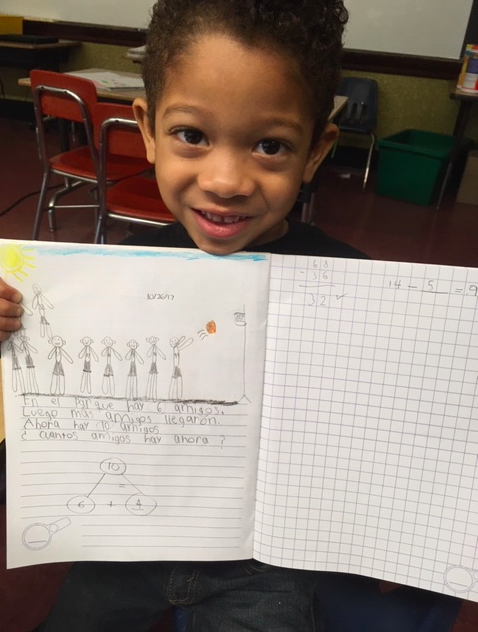 10/26/17
En el parque hay 6 amigos.
Luego más amigos llegaron.
Ahora hay 10 amigos
¿ cuántos amigos hay ahora ?
10
=
6 + 4
68
- 36
32 ✓
14 - 5 = 9